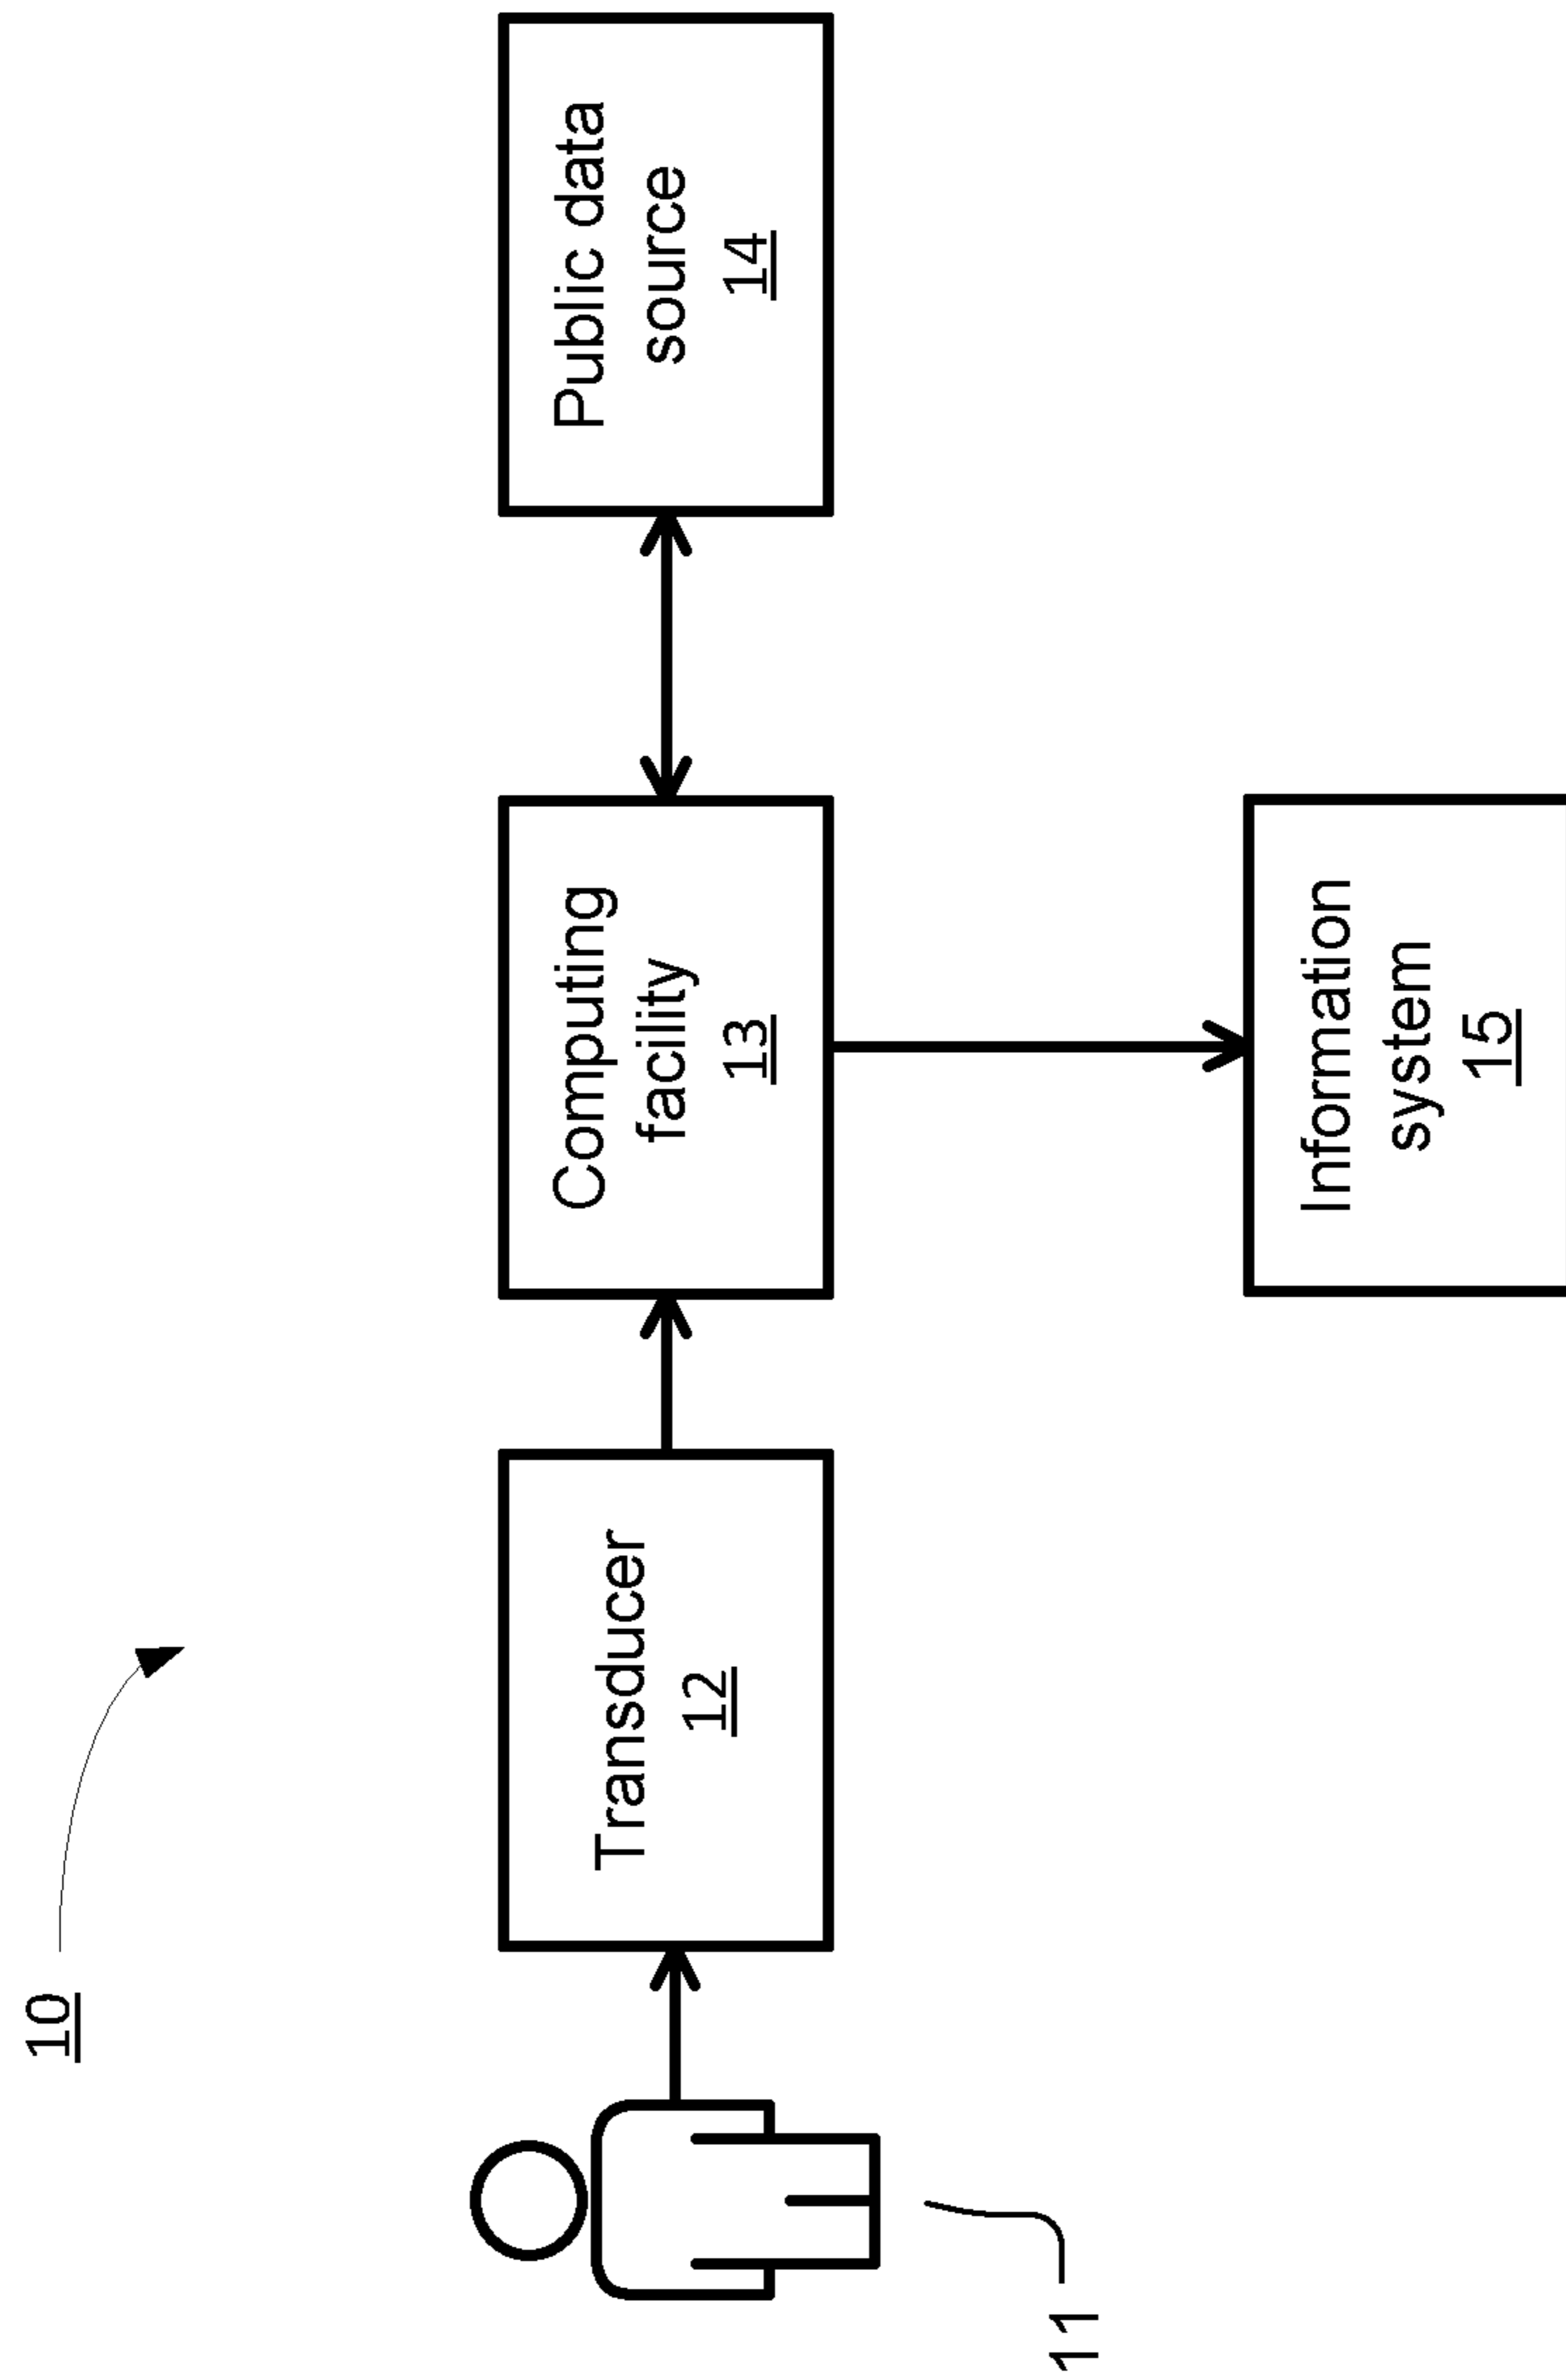 10
11
Transducer
12
Computing
facility
13
Public data
source
14
Information
system
15